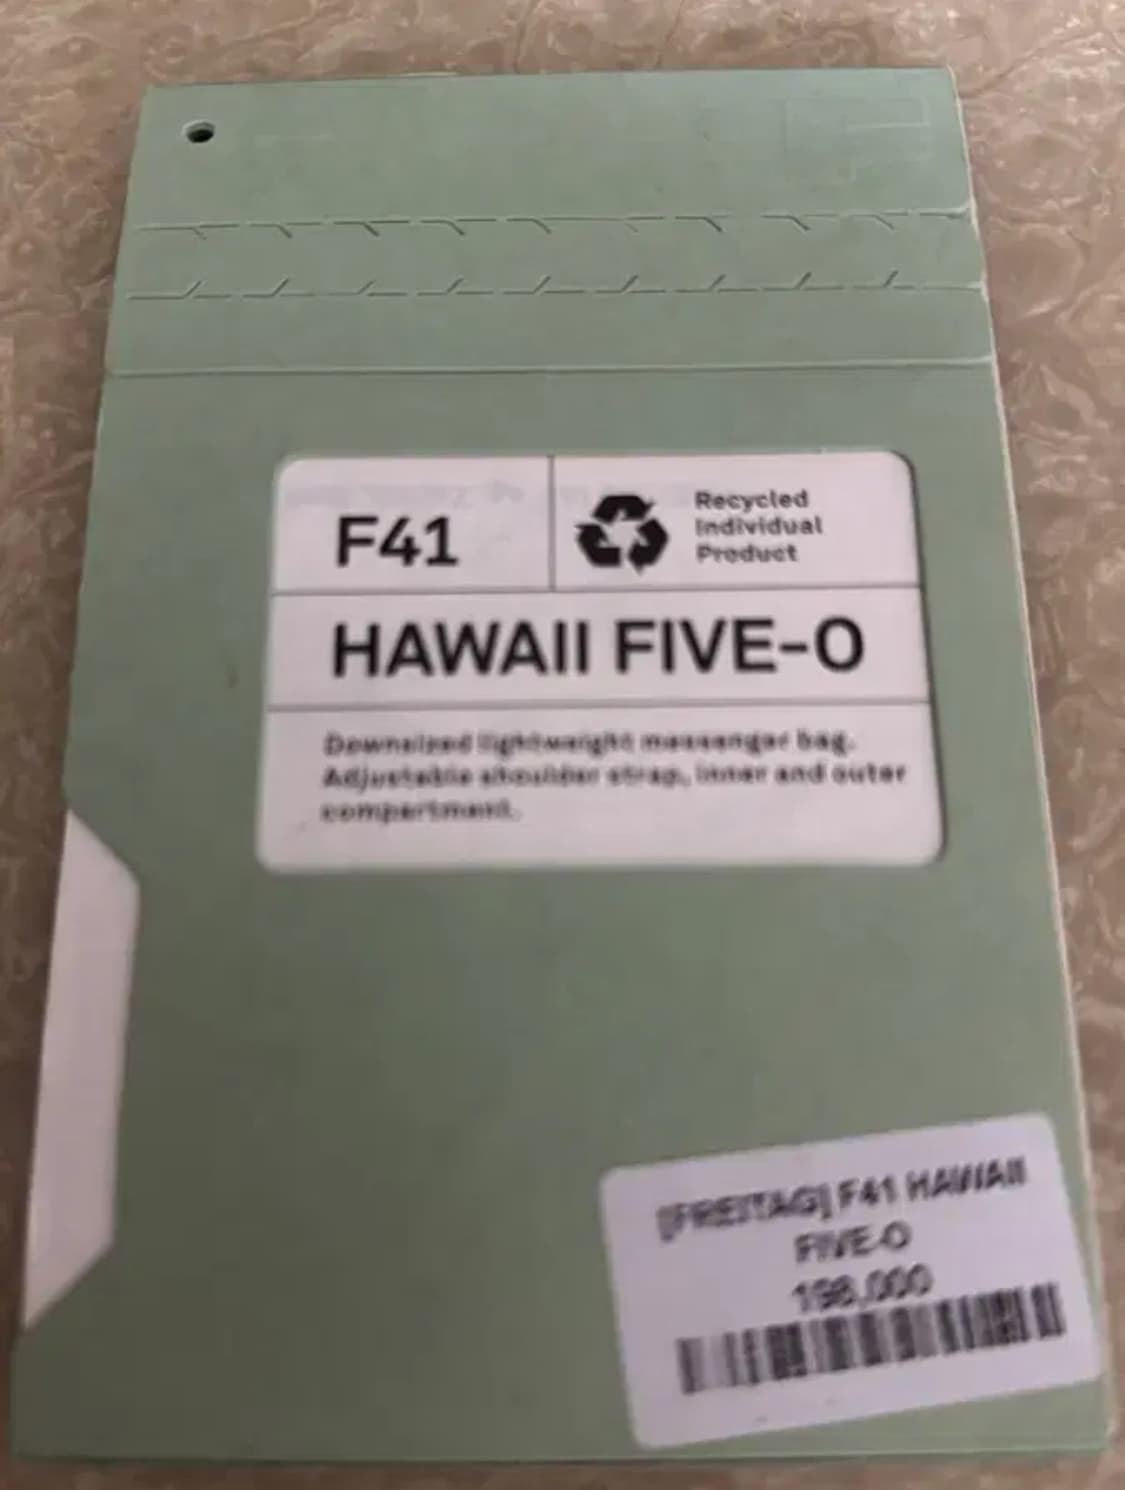 F41
Recycled
Individual
Product
HAWAII FIVE-O
Downsized lightweight messenger bag.
Adjustable shoulder strap, inner and outer
compartment.
[FREITAG] F41 HAWAII
FIVE-O
198,000